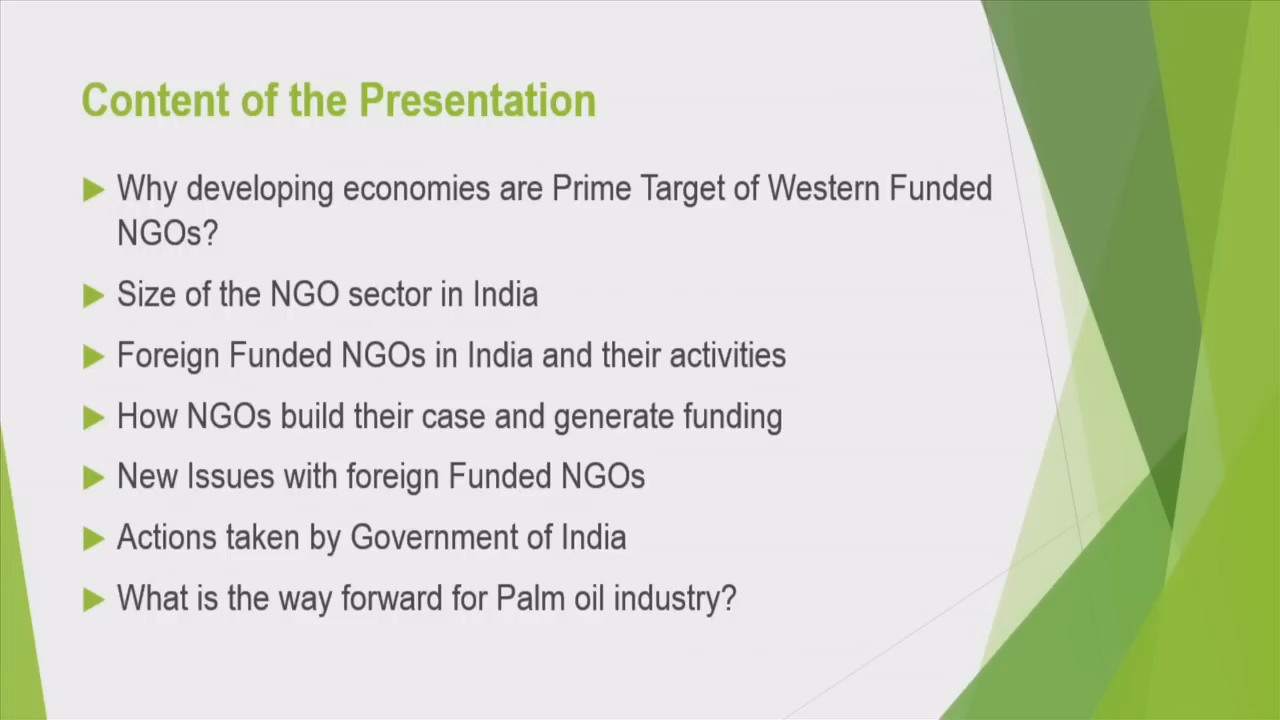 Content of the Presentation
Why developing economies are Prime Target of Western Funded
NGOs?
Size of the NGO sector in India
Foreign Funded NGOs in India and their activities
How NGOs build their case and generate funding
New Issues with foreign Funded NGOs
Actions taken by Government of India
What is the way forward for Palm oil industry?